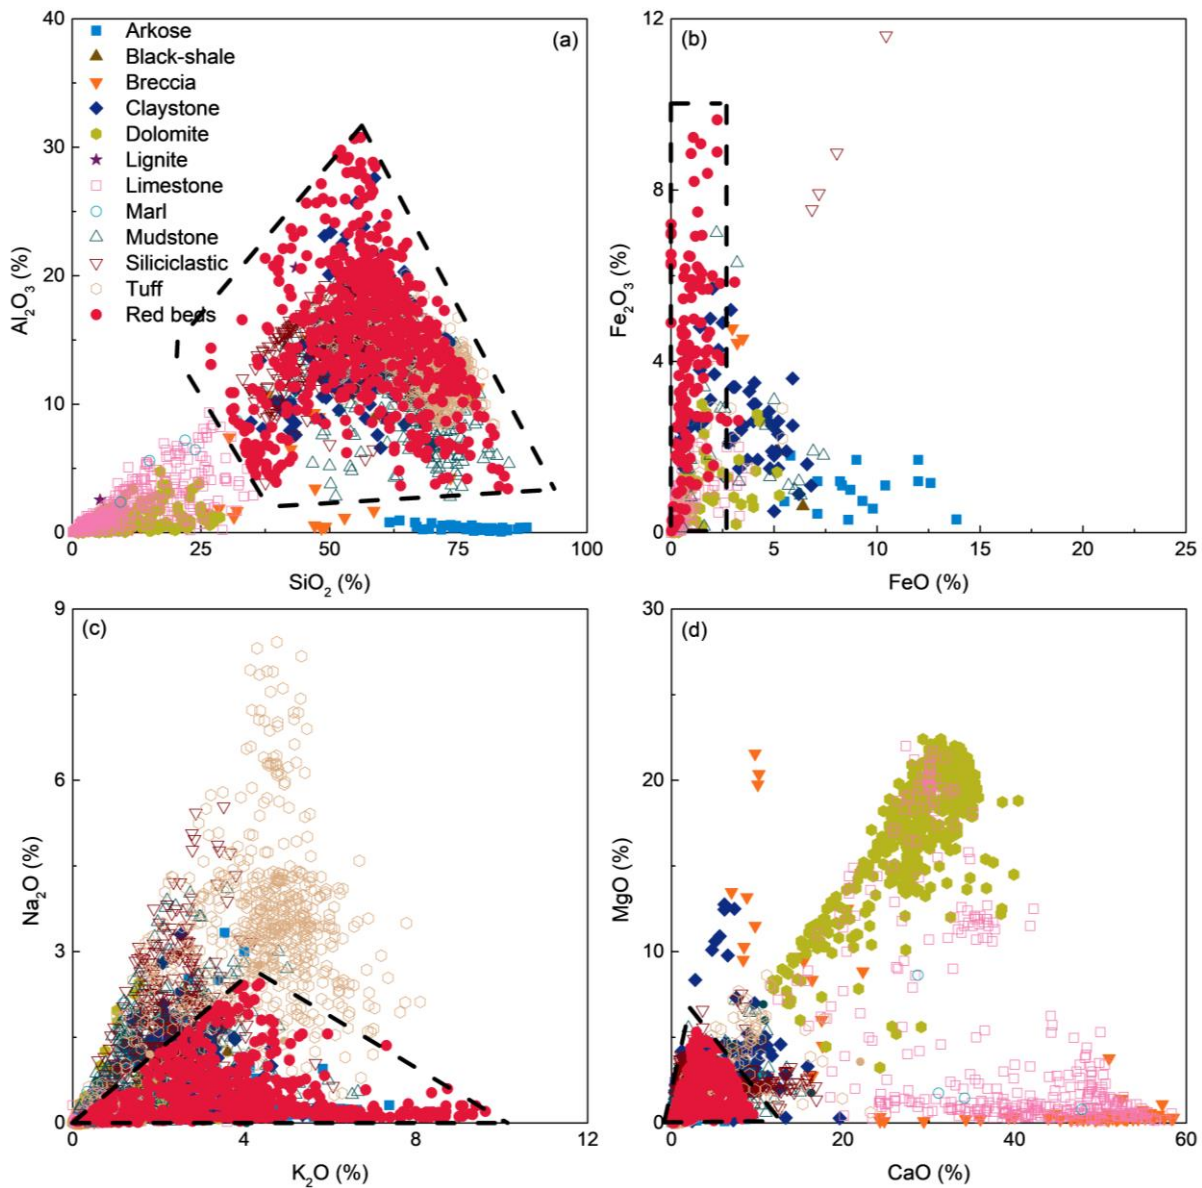 40
30
20
10
0
Al₂O₃ (%)
Arkose
Black-shale
Breccia
Claystone
Dolomite
Lignite
Limestone
Marl
Mudstone
Siliciclastic
Tuff
Red beds
(a)
0 25 50 75 100
SiO₂ (%)
12
8
4
0
Fe₂O₃ (%)
(b)
0 5 10 15 20 25
FeO (%)
9
6
3
0
Na₂O (%)
(c)
0 4 8 12
K₂O (%)
30
20
10
0
MgO (%)
(d)
0 20 40 60
CaO (%)